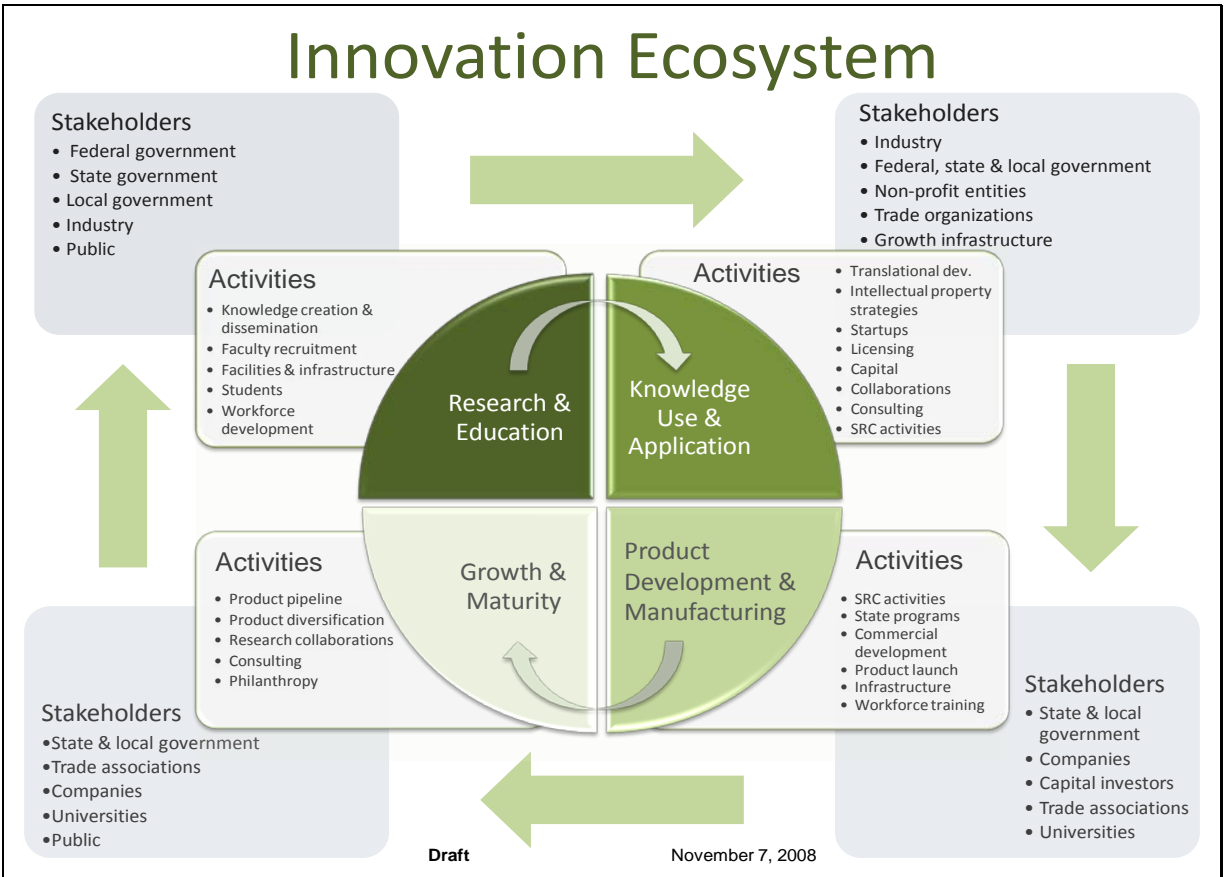 Innovation Ecosystem
Stakeholders
• Federal government
• State government
• Local government
• Industry
• Public
Stakeholders
• Industry
• Federal, state & local government
• Non-profit entities
• Trade organizations
• Growth infrastructure
Activities
• Knowledge creation &
dissemination
• Faculty recruitment
• Facilities & infrastructure
• Students
• Workforce
development
Research &
Education
Knowledge
Use &
Application
Activities
• Translational dev.
• Intellectual property
strategies
• Startups
• Licensing
• Capital
• Collaborations
• Consulting
• SRC activities
Activities
• Product pipeline
• Product diversification
• Research collaborations
• Consulting
• Philanthropy
Growth &
Maturity
Product
Development &
Manufacturing
Activities
• SRC activities
• State programs
• Commercial
development
• Product launch
• Infrastructure
• Workforce training
Stakeholders
•State & local government
•Trade associations
•Companies
•Universities
•Public
Stakeholders
• State & local
government
• Companies
• Capital investors
• Trade associations
• Universities
Draft
November 7, 2008